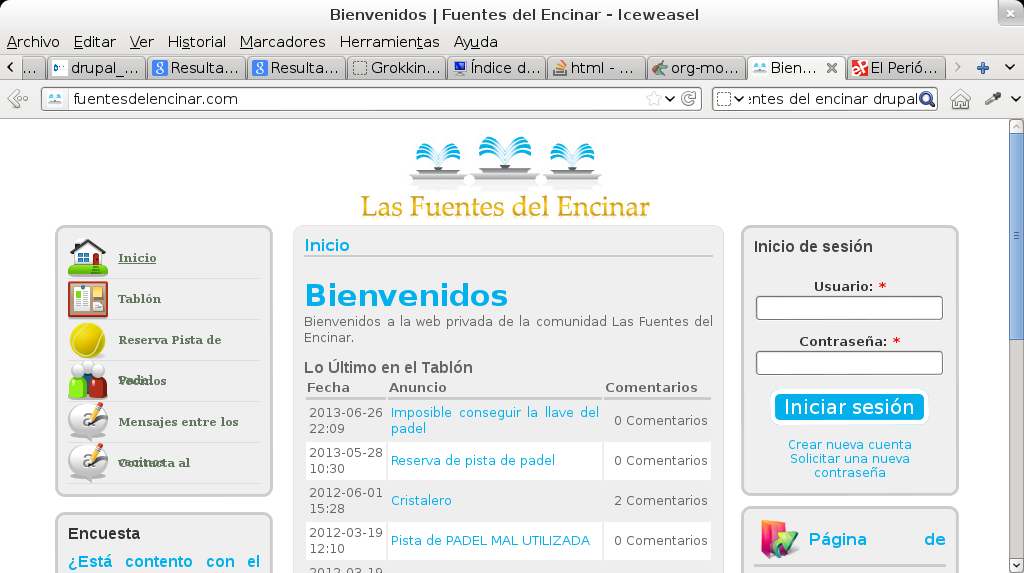 Bienvenidos | Fuentes del Encinar - Iceweasel
Archivo Editar Ver Historial Marcadores Herramientas Ayuda
... drupal_... Resulta... Resulta... Grokkin... Índice d... html - ... org-mo... Bien... El Perió...
fuentesdelencinar.com
entes del encinar drupal
Las Fuentes del Encinar
Inicio
Tablón
Reserva Pista de
Padel
Vecinos
Mensajes entre los
vecinos
Contacta al
Encuesta
¿Está contento con el
Inicio
Bienvenidos
Bienvenidos a la web privada de la comunidad Las Fuentes del
Encinar.
Lo Último en el Tablón
Fecha Anuncio Comentarios
2013-06-26 Imposible conseguir la llave del
22:09 padel 0 Comentarios
2013-05-28
10:30 Reserva de pista de padel 0 Comentarios
2012-06-01
15:28 Cristalero 2 Comentarios
2012-03-19
12:10 Pista de PADEL MAL UTILIZADA 0 Comentarios
2012-03-19
Inicio de sesión
Usuario: *
Contraseña: *
Iniciar sesión
Crear nueva cuenta
Solicitar una nueva
contraseña
Página de